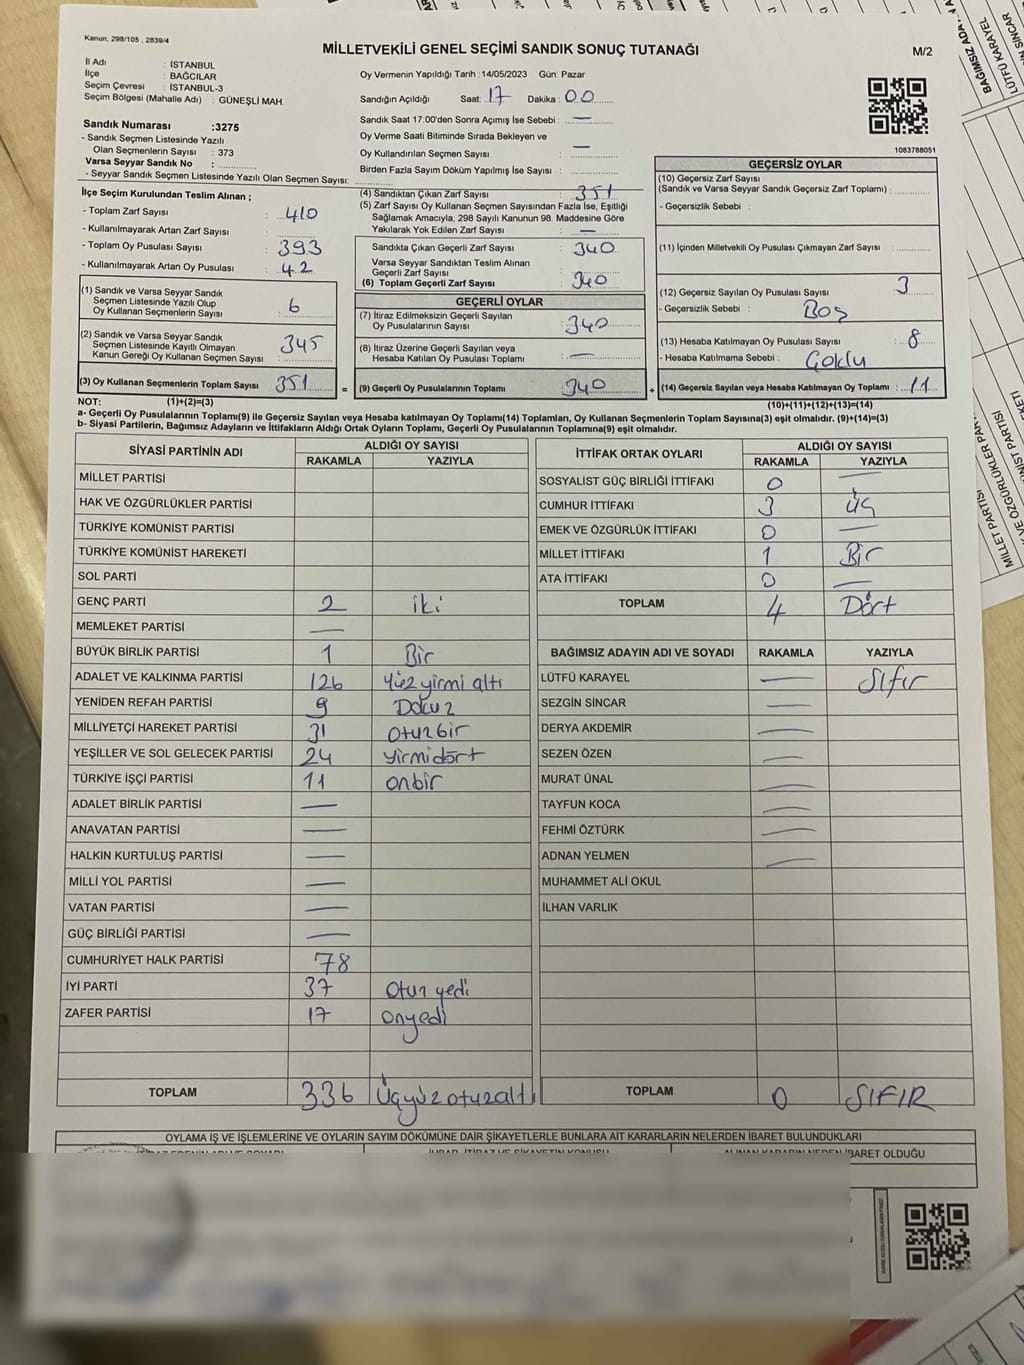 Kanun, 298/105 , 2839/4
MİLLETVEKİLİ GENEL SEÇİMİ SANDIK SONUÇ TUTANAĞI
M/2
İl Adı : İSTANBUL
İlçe : BAĞCILAR
Seçim Çevresi : İSTANBUL-3
Seçim Bölgesi (Mahalle Adı) : GÜNEŞLİ MAH.
Oy Vermenin Yapıldığı Tarih :14/05/2023 Gün: Pazar
Sandığın Açıldığı Saat: 17 Dakika : 00
Sandık Saat 17:00'den Sonra Açımış İse Sebebi : —
Oy Verme Saati Bitiminde Sırada Bekleyen ve
Oy Kullandırılan Seçmen Sayısı : —
Birden Fazla Sayım Döküm Yapılmış İse Sayısı :
1083788051
Sandık Numarası :3275
- Sandık Seçmen Listesinde Yazılı
Olan Seçmenlerin Sayısı : 373
Varsa Seyyar Sandık No :
- Seyyar Sandık Seçmen Listesinde Yazılı Olan Seçmen Sayısı:
İlçe Seçim Kurulundan Teslim Alınan ;
- Toplam Zarf Sayısı : 410
- Kullanılmayarak Artan Zarf Sayısı :
- Toplam Oy Pusulası Sayısı : 393
- Kullanılmayarak Artan Oy Pusulası : 42
(1) Sandık ve Varsa Seyyar Sandık
Seçmen Listesinde Yazılı Olup
Oy Kullanan Seçmenlerin Sayısı : 6
(2) Sandık ve Varsa Seyyar Sandık
Seçmen Listesinde Kayıtlı Olmayan
Kanun Gereği Oy Kullanan Seçmen Sayısı : 345
(3) Oy Kullanan Seçmenlerin Toplam Sayısı : 351
(1)+(2)=(3)
(4) Sandıktan Çıkan Zarf Sayısı : 351
(5) Zarf Sayısı Oy Kullanan Seçmen Sayısından Fazla İse, Eşitliği
Sağlamak Amacıyla, 298 Sayılı Kanunun 98. Maddesine Göre
Yakılarak Yok Edilen Zarf Sayısı : —
Sandıkta Çıkan Geçerli Zarf Sayısı : 340
Varsa Seyyar Sandıktan Teslim Alınan
Geçerli Zarf Sayısı :
(6) Toplam Geçerli Zarf Sayısı : 340
GEÇERLİ OYLAR
(7) İtiraz Edilmeksizin Geçerli Sayılan
Oy Pusulalarının Sayısı : 340
(8) İtiraz Üzerine Geçerli Sayılan veya
Hesaba Katılan Oy Pusulası Toplamı : —
= (9) Geçerli Oy Pusulalarının Toplamı : 340 +
GEÇERSİZ OYLAR
(10) Geçersiz Zarf Sayısı
(Sandık ve Varsa Seyyar Sandık Geçersiz Zarf Toplamı) :
- Geçersizlik Sebebi :
(11) İçinden Milletvekili Oy Pusulası Çıkmayan Zarf Sayısı :
(12) Geçersiz Sayılan Oy Pusulası Sayısı : 3
- Geçersizlik Sebebi : Boş
(13) Hesaba Katılmayan Oy Pusulası Sayısı : 8
- Hesaba Katılmama Sebebi : Çoklu
(14) Geçersiz Sayılan veya Hesaba Katılmayan Oy Toplamı : 11
(10)+(11)+(12)+(13)=(14)
NOT:
a- Geçerli Oy Pusulalarının Toplamı(9) ile Geçersiz Sayılan veya Hesaba katılmayan Oy Toplamı(14) Toplamları, Oy Kullanan Seçmenlerin Toplam Sayısına(3) eşit olmalıdır. (9)+(14)=(3)
b- Siyasi Partilerin, Bağımsız Adayların ve İttifakların Aldığı Ortak Oyların Toplamı, Geçerli Oy Pusulalarının Toplamına(9) eşit olmalıdır.
SİYASİ PARTİNİN ADI ALDIĞI OY SAYISI
RAKAMLA YAZIYLA
MİLLET PARTİSİ
HAK VE ÖZGÜRLÜKLER PARTİSİ
TÜRKİYE KOMÜNİST PARTİSİ
TÜRKİYE KOMÜNİST HAREKETİ
SOL PARTİ
GENÇ PARTİ 2 iki
MEMLEKET PARTİSİ —
BÜYÜK BİRLİK PARTİSİ 1 Bir
ADALET VE KALKINMA PARTİSİ 126 yüz yirmi altı
YENİDEN REFAH PARTİSİ 9 Dokuz
MİLLİYETÇİ HAREKET PARTİSİ 31 otuzbir
YEŞİLLER VE SOL GELECEK PARTİSİ 24 yirmidört
TÜRKİYE İŞÇİ PARTİSİ 11 onbir
ADALET BİRLİK PARTİSİ —
ANAVATAN PARTİSİ —
HALKIN KURTULUŞ PARTİSİ —
MİLLİ YOL PARTİSİ —
VATAN PARTİSİ —
GÜÇ BİRLİĞİ PARTİSİ —
CUMHURİYET HALK PARTİSİ 78
İYİ PARTİ 37 Otuz yedi
ZAFER PARTİSİ 17 onyedi
TOPLAM 336 Üçyüzotuzaltı
İTTİFAK ORTAK OYLARI ALDIĞI OY SAYISI
RAKAMLA YAZIYLA
SOSYALİST GÜÇ BİRLİĞİ İTTİFAKI 0 —
CUMHUR İTTİFAKI 3 Üç
EMEK VE ÖZGÜRLÜK İTTİFAKI 0 —
MİLLET İTTİFAKI 1 Bir
ATA İTTİFAKI 0 —
TOPLAM 4 Dört
BAĞIMSIZ ADAYIN ADI VE SOYADI RAKAMLA YAZIYLA
LÜTFÜ KARAYEL — Sıfır
SEZGİN SİNCAR —
DERYA AKDEMİR —
SEZEN ÖZEN —
MURAT ÜNAL —
TAYFUN KOCA —
FEHMİ ÖZTÜRK —
ADNAN YELMEN —
MUHAMMET ALİ OKUL
İLHAN VARLIK
TOPLAM 0 SIFIR
OYLAMA İŞ VE İŞLEMLERİNE VE OYLARIN SAYIM DÖKÜMÜNE DAİR ŞİKAYETLERLE BUNLARA AİT KARARLARIN NELERDEN İBARET BULUNDUKLARI
İBARET OLDUĞU
BAĞIMSIZ ADA
LÜTFÜ KARAYEL
SİNCAR
MİLLET PARTİSİ
VE ÖZGÜRLÜKLER PAR
NİST PARTİSİ